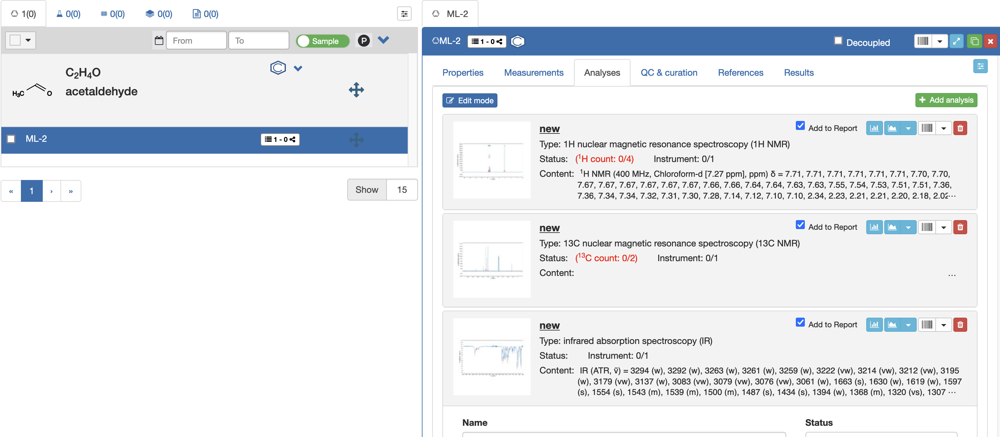 1(0) 0(0) 0(0) 0(0) 0(0)
From To Sample P
C₂H₄O
acetaldehyde
H₃C O
C
ML-2 1 - 0
« 1 › »
Show 15
ML-2
ML-2 1 - 0 C Decoupled
Properties Measurements Analyses QC & curation References Results
Edit mode Add analysis
new Add to Report
Type: 1H nuclear magnetic resonance spectroscopy (1H NMR)
Status: (¹H count: 0/4) Instrument: 0/1
Content: ¹H NMR (400 MHz, Chloroform-d [7.27 ppm], ppm) δ = 7.71, 7.71, 7.71, 7.71, 7.71, 7.71, 7.70, 7.70,
7.67, 7.67, 7.67, 7.67, 7.67, 7.67, 7.66, 7.66, 7.64, 7.64, 7.63, 7.63, 7.55, 7.54, 7.53, 7.51, 7.51, 7.36,
7.36, 7.34, 7.34, 7.32, 7.31, 7.30, 7.28, 7.14, 7.12, 7.10, 7.10, 2.34, 2.23, 2.21, 2.21, 2.20, 2.18, 2.02...
new Add to Report
Type: 13C nuclear magnetic resonance spectroscopy (13C NMR)
Status: (¹³C count: 0/2) Instrument: 0/1
Content: ...
new Add to Report
Type: infrared absorption spectroscopy (IR)
Status: Instrument: 0/1
Content: IR (ATR, ṽ) = 3294 (w), 3292 (w), 3263 (w), 3261 (w), 3259 (w), 3222 (vw), 3214 (vw), 3212 (vw), 3195
(w), 3179 (vw), 3137 (w), 3083 (vw), 3079 (vw), 3076 (vw), 3061 (w), 1663 (s), 1630 (w), 1619 (w), 1597
(s), 1554 (s), 1543 (m), 1539 (m), 1500 (m), 1487 (s), 1434 (s), 1394 (w), 1368 (m), 1320 (vs), 1307 ...
Name Status